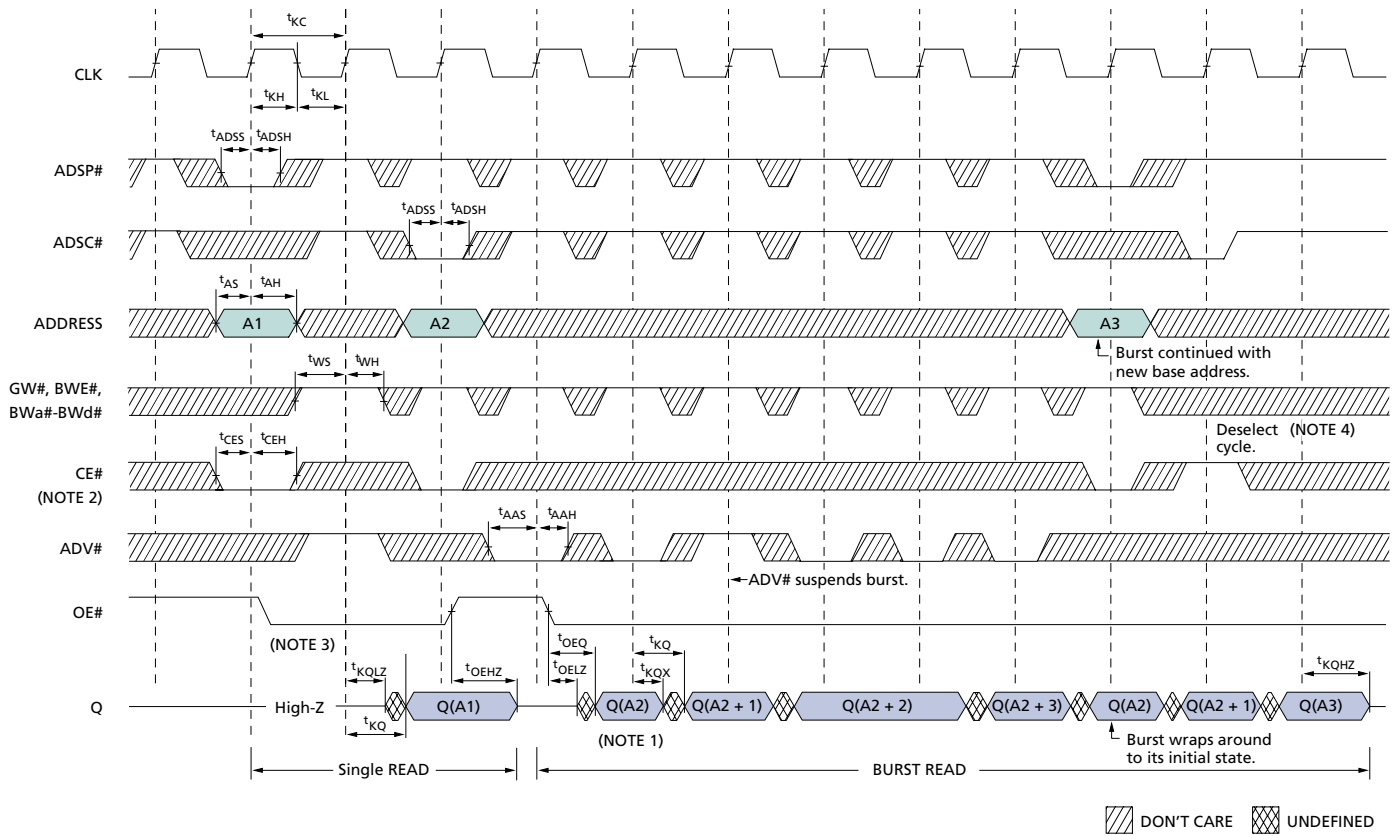 tKC
CLK
tKH tKL
tADSS tADSH
ADSP#
tADSS tADSH
ADSC#
tAS tAH
ADDRESS A1 A2 A3
Burst continued with
new base address.
tWS tWH
GW#, BWE#,
BWa#-BWd#
Deselect (NOTE 4)
cycle.
tCES tCEH
CE#
(NOTE 2)
tAAS tAAH
ADV#
ADV# suspends burst.
OE#
(NOTE 3)
tKQLZ tOEHZ tOEQ tOELZ tKQ tKQX tKQHZ
Q High-Z Q(A1) Q(A2) Q(A2 + 1) Q(A2 + 2) Q(A2 + 3) Q(A2) Q(A2 + 1) Q(A3)
tKQ
(NOTE 1)
Burst wraps around
to its initial state.
Single READ BURST READ
DON'T CARE UNDEFINED